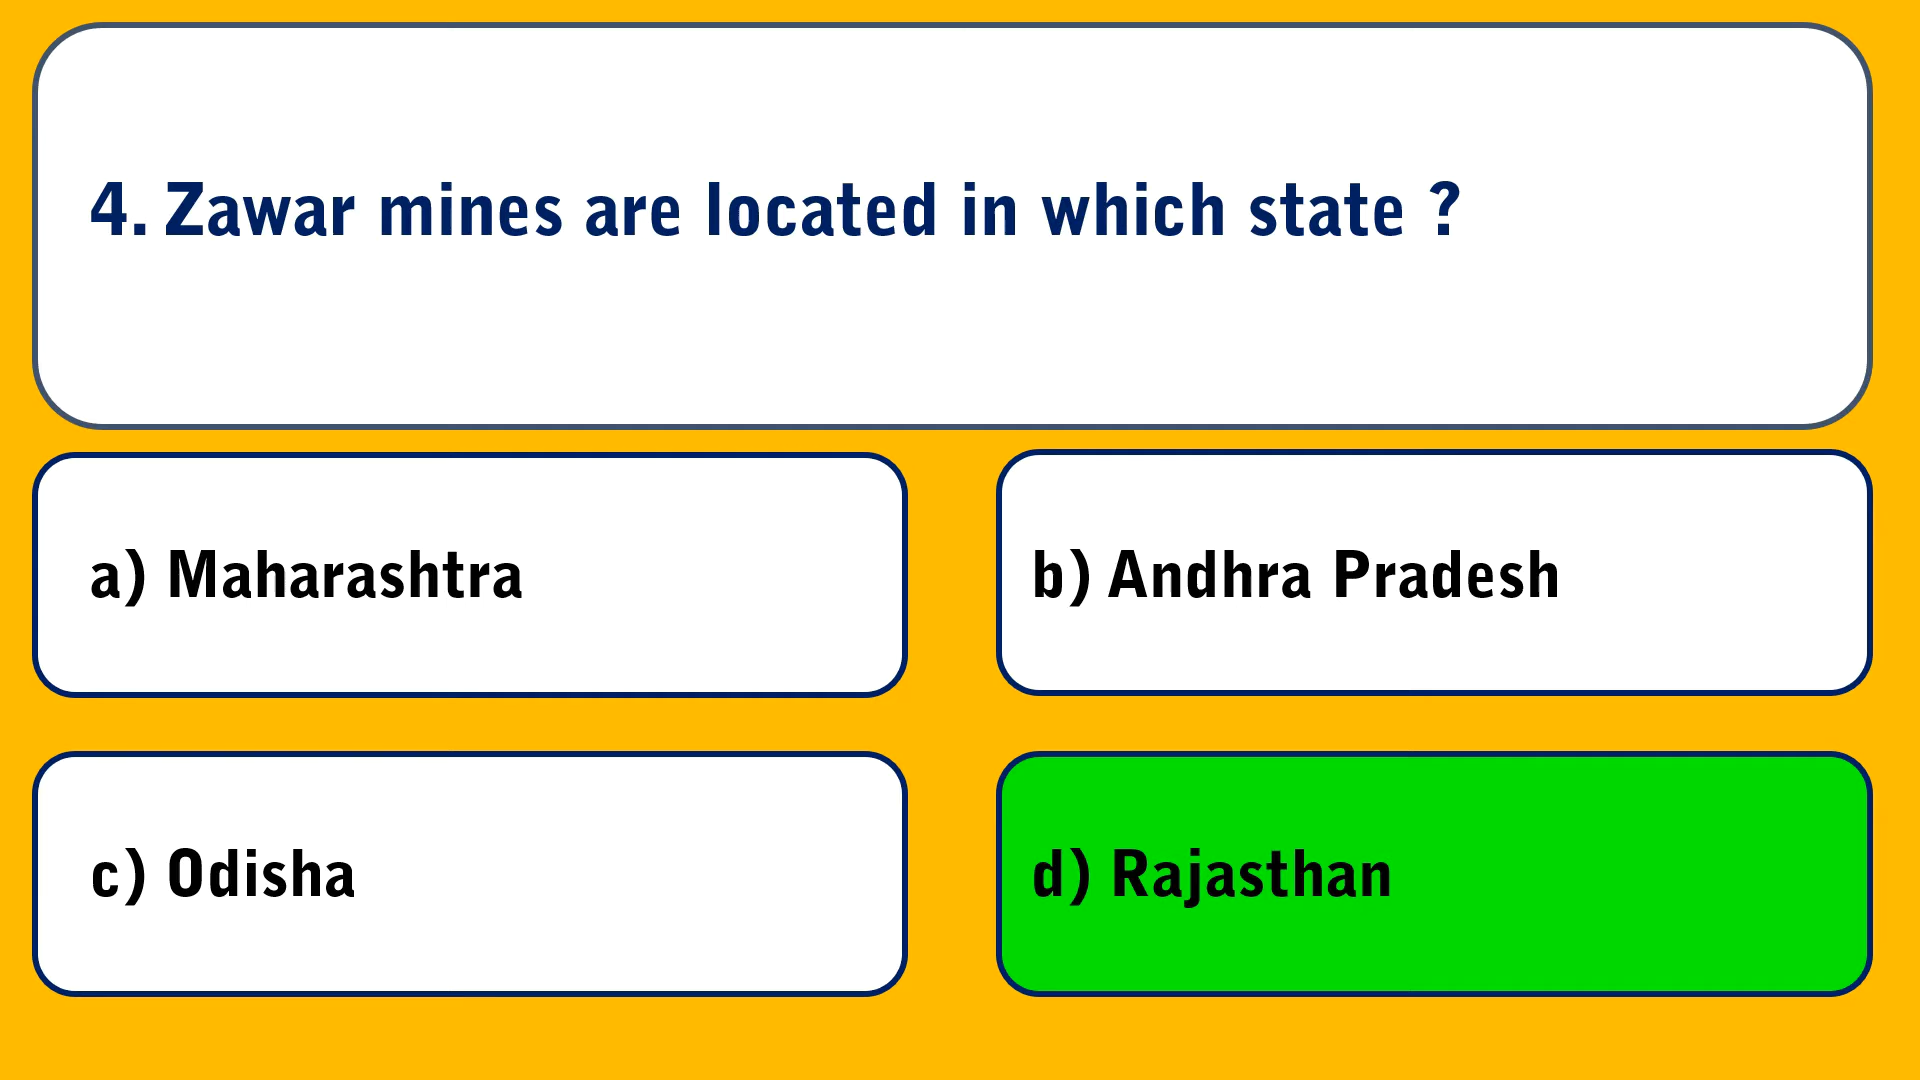 4. Zawar mines are located in which state ?
a) Maharashtra
b) Andhra Pradesh
c) Odisha
d) Rajasthan